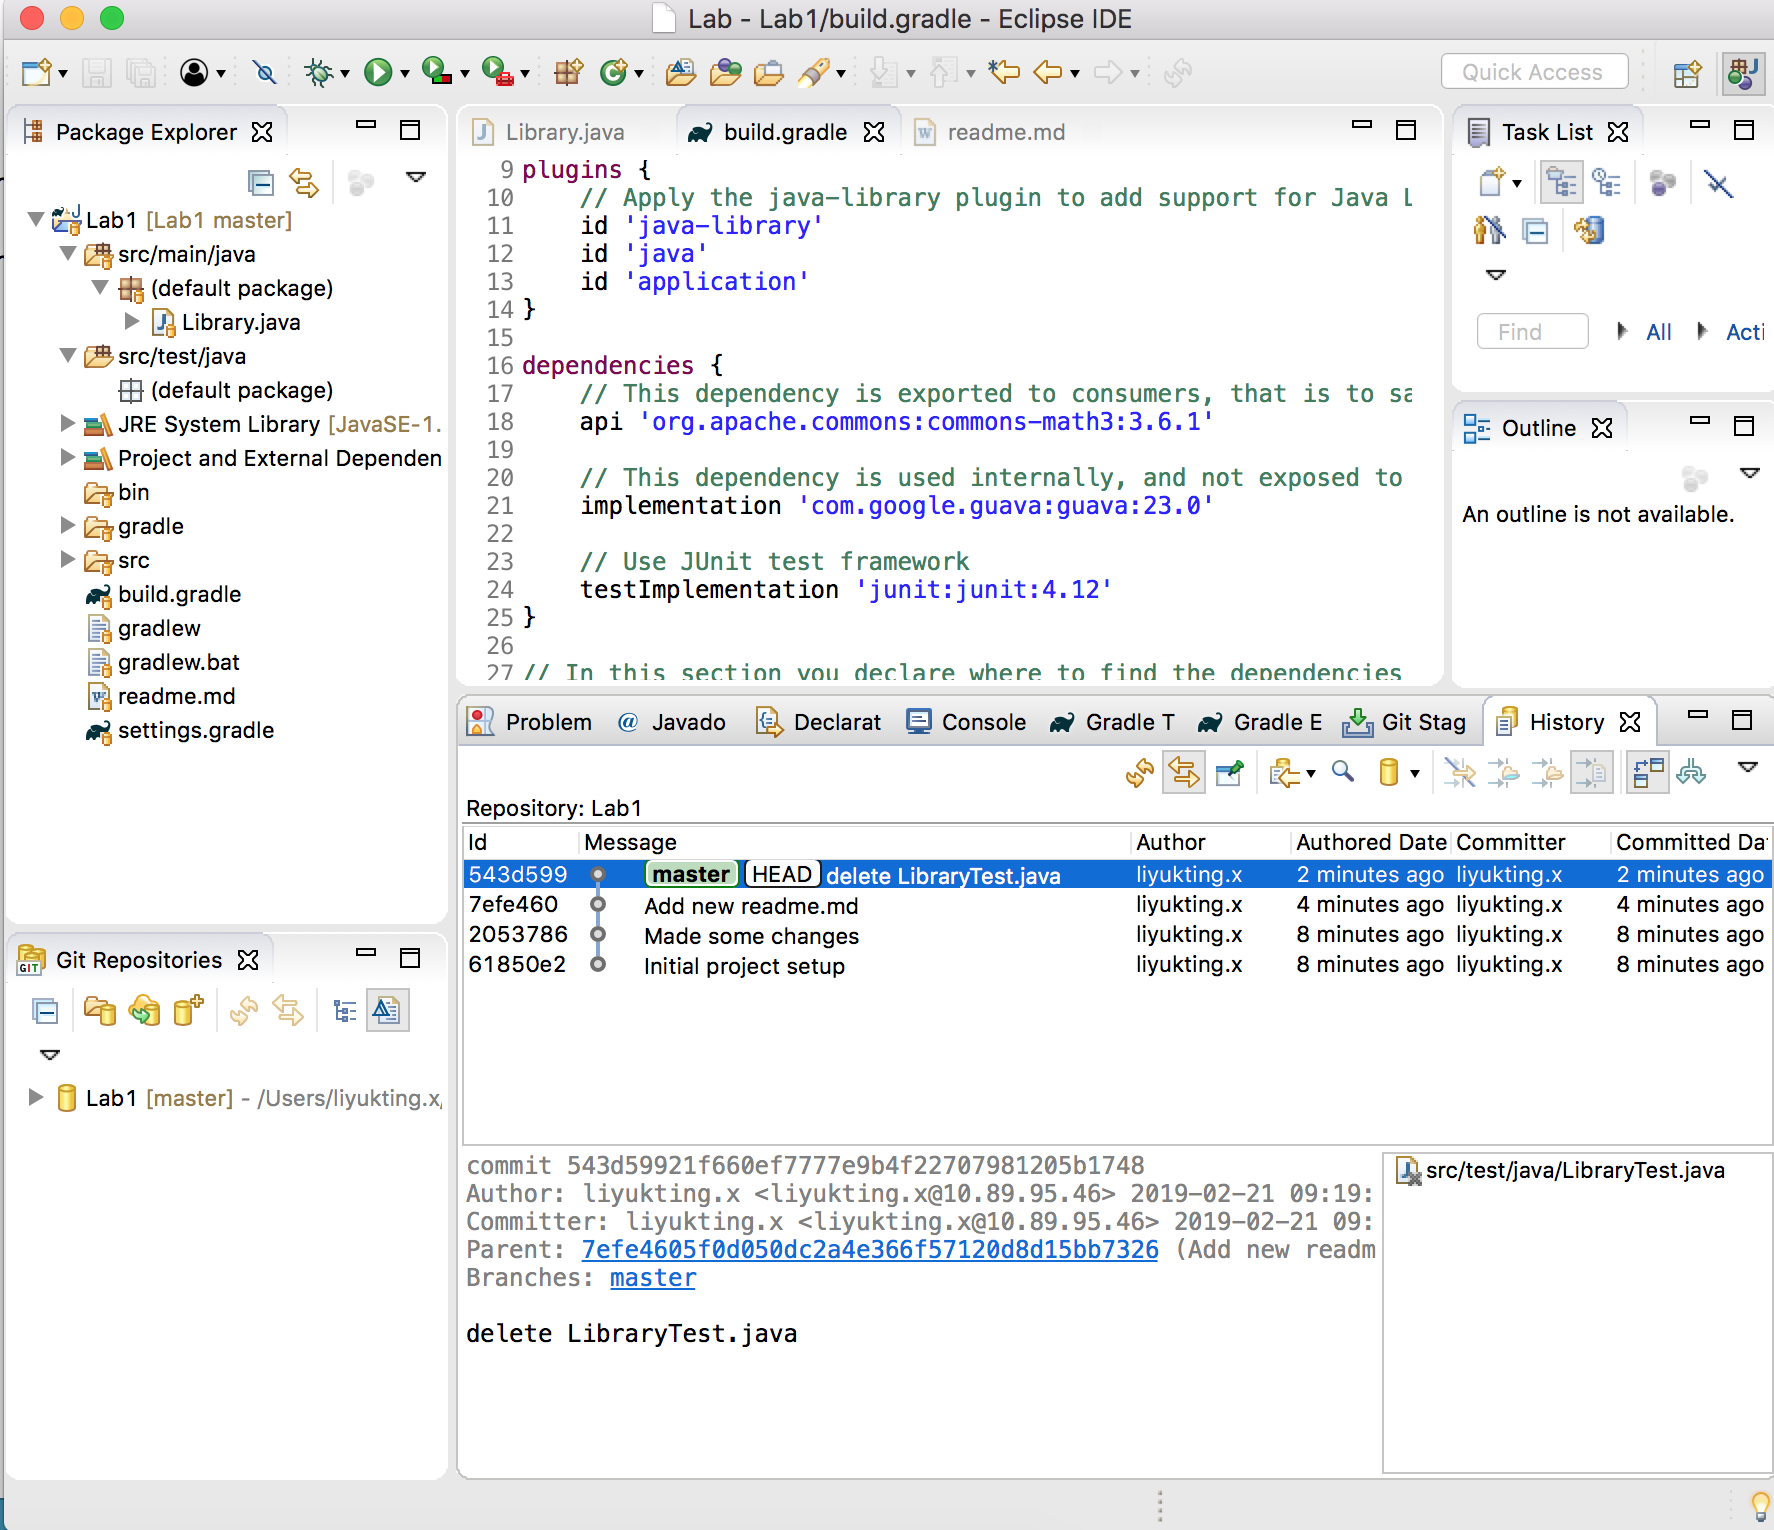 Lab - Lab1/build.gradle - Eclipse IDE
Quick Access
Package Explorer
Lab1 [Lab1 master]
src/main/java
(default package)
Library.java
src/test/java
(default package)
JRE System Library [JavaSE-1.
Project and External Dependen
bin
gradle
src
build.gradle
gradlew
gradlew.bat
readme.md
settings.gradle
Git Repositories
GIT
Lab1 [master] - /Users/liyukting.x/
Library.java
build.gradle
readme.md
9 plugins {
10 // Apply the java-library plugin to add support for Java L
11 id 'java-library'
12 id 'java'
13 id 'application'
14 }
15
16 dependencies {
17 // This dependency is exported to consumers, that is to sa
18 api 'org.apache.commons:commons-math3:3.6.1'
19
20 // This dependency is used internally, and not exposed to
21 implementation 'com.google.guava:guava:23.0'
22
23 // Use JUnit test framework
24 testImplementation 'junit:junit:4.12'
25 }
26
27 // In this section you declare where to find the dependencies
Task List
Find
All
Acti
Outline
An outline is not available.
Problem
@ Javado
Declarat
Console
Gradle T
Gradle E
Git Stag
History
Repository: Lab1
Id Message Author Authored Date Committer Committed Da
543d599 master HEAD delete LibraryTest.java liyukting.x 2 minutes ago liyukting.x 2 minutes ago
7efe460 Add new readme.md liyukting.x 4 minutes ago liyukting.x 4 minutes ago
2053786 Made some changes liyukting.x 8 minutes ago liyukting.x 8 minutes ago
61850e2 Initial project setup liyukting.x 8 minutes ago liyukting.x 8 minutes ago
commit 543d59921f660ef7777e9b4f22707981205b1748
Author: liyukting.x <liyukting.x@10.89.95.46> 2019-02-21 09:19:
Committer: liyukting.x <liyukting.x@10.89.95.46> 2019-02-21 09:
Parent: 7efe4605f0d050dc2a4e366f57120d8d15bb7326 (Add new readm
Branches: master
delete LibraryTest.java
src/test/java/LibraryTest.java